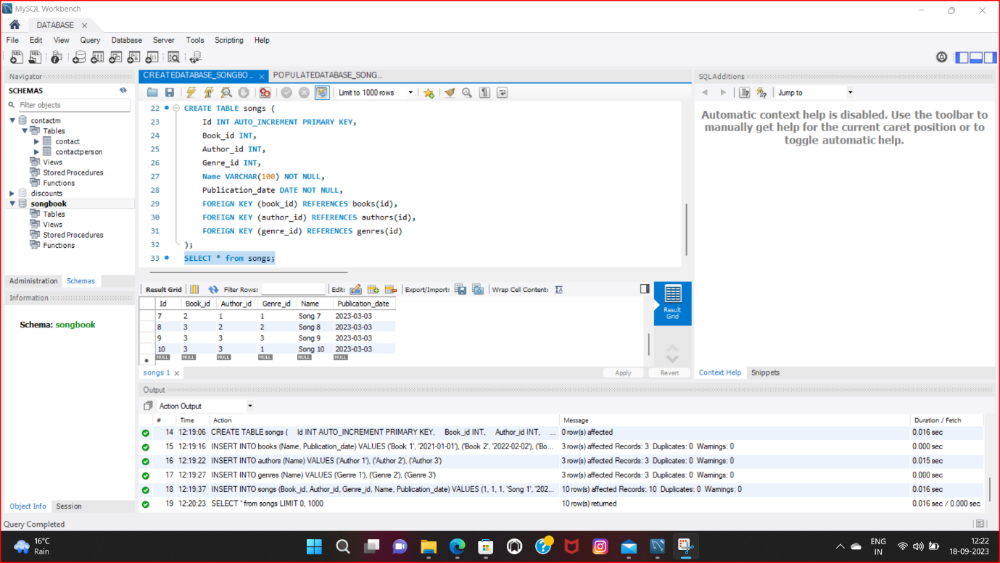 MySQL Workbench
DATABASE
File Edit View Query Database Server Tools Scripting Help
Navigator
SCHEMAS
Filter objects
contactm
Tables
contact
contactperson
Views
Stored Procedures
Functions
discounts
songbook
Tables
Views
Stored Procedures
Functions
Administration Schemas
Information
Schema: songbook
Object Info Session
CREATEDATABASE_SONGBO... POPULATEDATABASE_SONG...
Limit to 1000 rows
22 CREATE TABLE songs (
23 Id INT AUTO_INCREMENT PRIMARY KEY,
24 Book_id INT,
25 Author_id INT,
26 Genre_id INT,
27 Name VARCHAR(100) NOT NULL,
28 Publication_date DATE NOT NULL,
29 FOREIGN KEY (book_id) REFERENCES books(id),
30 FOREIGN KEY (author_id) REFERENCES authors(id),
31 FOREIGN KEY (genre_id) REFERENCES genres(id)
32 );
33 SELECT * from songs;
Result Grid Filter Rows: Edit: Export/Import: Wrap Cell Content:
Id Book_id Author_id Genre_id Name Publication_date
7 2 1 1 Song 7 2023-03-03
8 3 2 2 Song 8 2023-03-03
9 3 3 3 Song 9 2023-03-03
10 3 3 1 Song 10 2023-03-03
NULL NULL NULL NULL NULL NULL
Result
Grid
songs 1 Apply Revert
SQLAdditions
Jump to
Automatic context help is disabled. Use the toolbar to
manually get help for the current caret position or to
toggle automatic help.
Context Help Snippets
Output
Action Output
# Time Action Message Duration / Fetch
14 12:19:06 CREATE TABLE songs ( Id INT AUTO_INCREMENT PRIMARY KEY, Book_id INT, Author_id INT, ... 0 row(s) affected 0.016 sec
15 12:19:16 INSERT INTO books (Name, Publication_date) VALUES ('Book 1', '2021-01-01'), ('Book 2', '2022-02-02'), ('Bo... 3 row(s) affected Records: 3 Duplicates: 0 Warnings: 0 0.000 sec
16 12:19:22 INSERT INTO authors (Name) VALUES ('Author 1'), ('Author 2'), ('Author 3') 3 row(s) affected Records: 3 Duplicates: 0 Warnings: 0 0.015 sec
17 12:19:27 INSERT INTO genres (Name) VALUES ('Genre 1'), ('Genre 2'), ('Genre 3') 3 row(s) affected Records: 3 Duplicates: 0 Warnings: 0 0.000 sec
18 12:19:37 INSERT INTO songs (Book_id, Author_id, Genre_id, Name, Publication_date) VALUES (1, 1, 1, 'Song 1', '202... 10 row(s) affected Records: 10 Duplicates: 0 Warnings: 0 0.016 sec
19 12:20:23 SELECT * from songs LIMIT 0, 1000 10 row(s) returned 0.016 sec / 0.000 sec
Query Completed
16°C
Rain
ENG
IN
12:22
18-09-2023